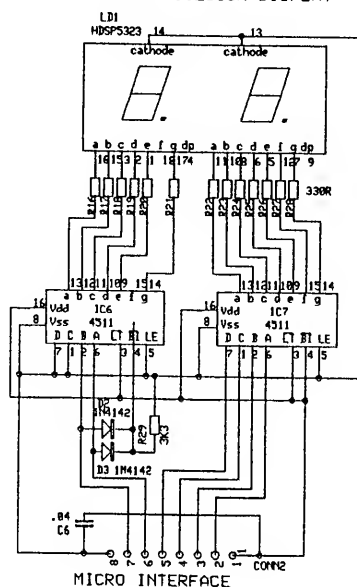 LD1
HDSP5323
14 13
cathode cathode
a b c d e f g dp a b c d e f g dp
16 15 3 2 1 18 17 4 11 10 8 6 5 12 7 9
R16 R17 R18 R19 R20 R21 R22 R23 R24 R25 R26 R27 R28 330R
13 12 11 10 9 15 14 13 12 11 10 9 15 14
a b c d e f g a b c d e f g
16 Vdd IC6 16 Vdd IC7
8 Vss 4511 8 Vss 4511
D C B A LT BI LE D C B A LT BI LE
7 1 2 6 3 4 5 7 1 2 6 3 4 5
D2
1N4142
R29 3K3
D3 1N4142
.04
C6
8 7 6 5 4 3 2 1
CONN2
MICRO INTERFACE